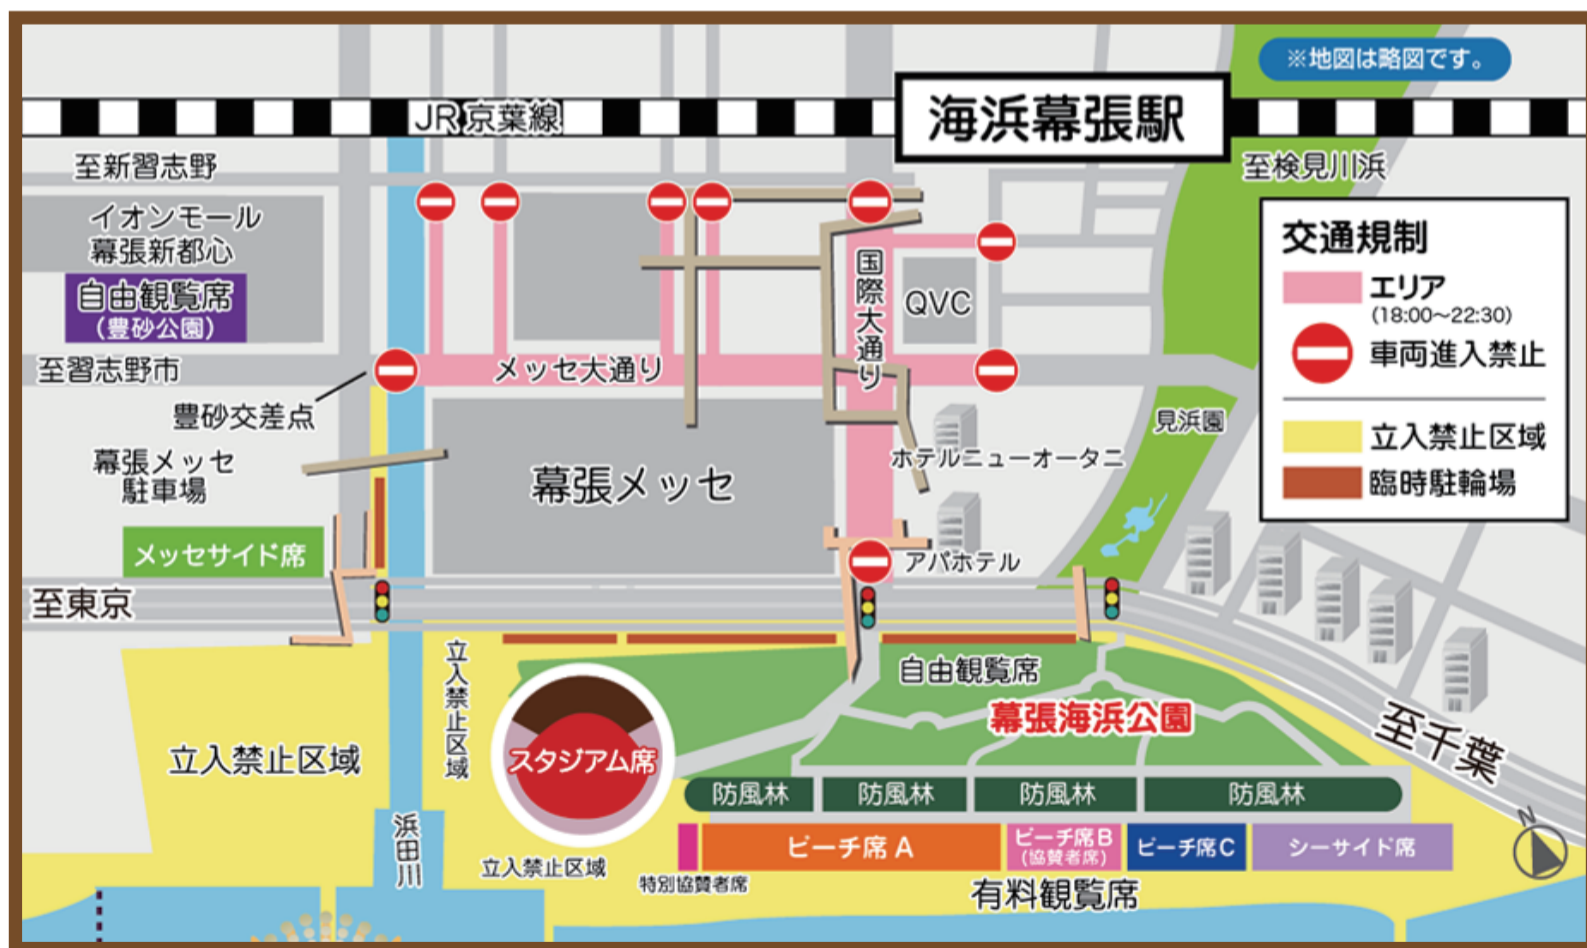 ※地図は略図です。
JR京葉線
海浜幕張駅
至新習志野
至検見川浜
イオンモール
幕張新都心
自由観覧席
（豊砂公園）
国際大通り
QVC
交通規制
エリア
(18:00〜22:30)
車両進入禁止
立入禁止区域
臨時駐輪場
至習志野市
メッセ大通り
豊砂交差点
見浜園
幕張メッセ
駐車場
幕張メッセ
ホテルニューオータニ
メッセサイド席
アパホテル
至東京
立入禁止区域
自由観覧席
幕張海浜公園
至千葉
立入禁止区域
スタジアム席
防風林
防風林
防風林
防風林
浜田川
ビーチ席A
ビーチ席B
(協賛者席)
ビーチ席C
シーサイド席
N
立入禁止区域
特別協賛者席
有料観覧席